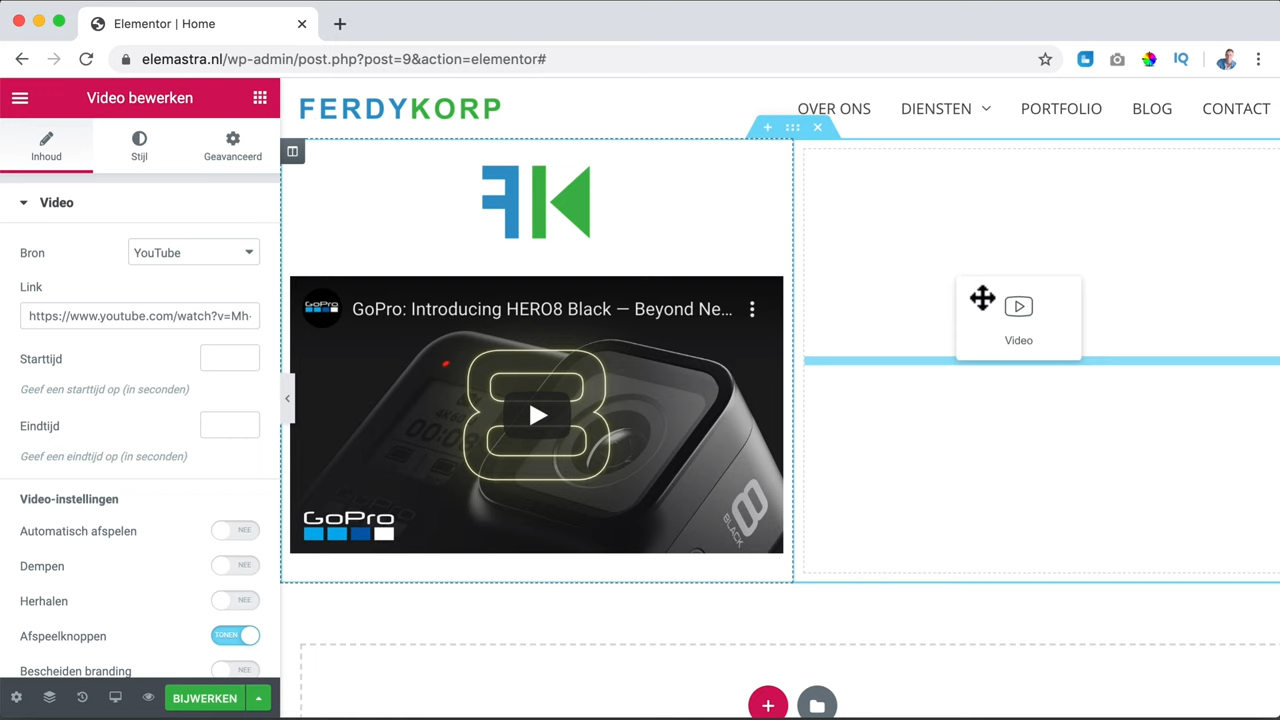 Elementor | Home
elemastra.nl/wp-admin/post.php?post=9&action=elementor#
IQ
Video bewerken
FERDYKORP
OVER ONS
DIENSTEN
PORTFOLIO
BLOG
CONTACT
Inhoud
Stijl
Geavanceerd
Video
Bron
YouTube
Link
https://www.youtube.com/watch?v=Mh-
Starttijd
Geef een starttijd op (in seconden)
Eindtijd
Geef een eindtijd op (in seconden)
Video-instellingen
Automatisch afspelen
NEE
Dempen
NEE
Herhalen
NEE
Afspeelknoppen
TONEN
Bescheiden branding
NEE
BIJWERKEN
FK
GoPro
GoPro: Introducing HERO8 Black — Beyond Ne...
8
GoPro
8
BLACK
Video